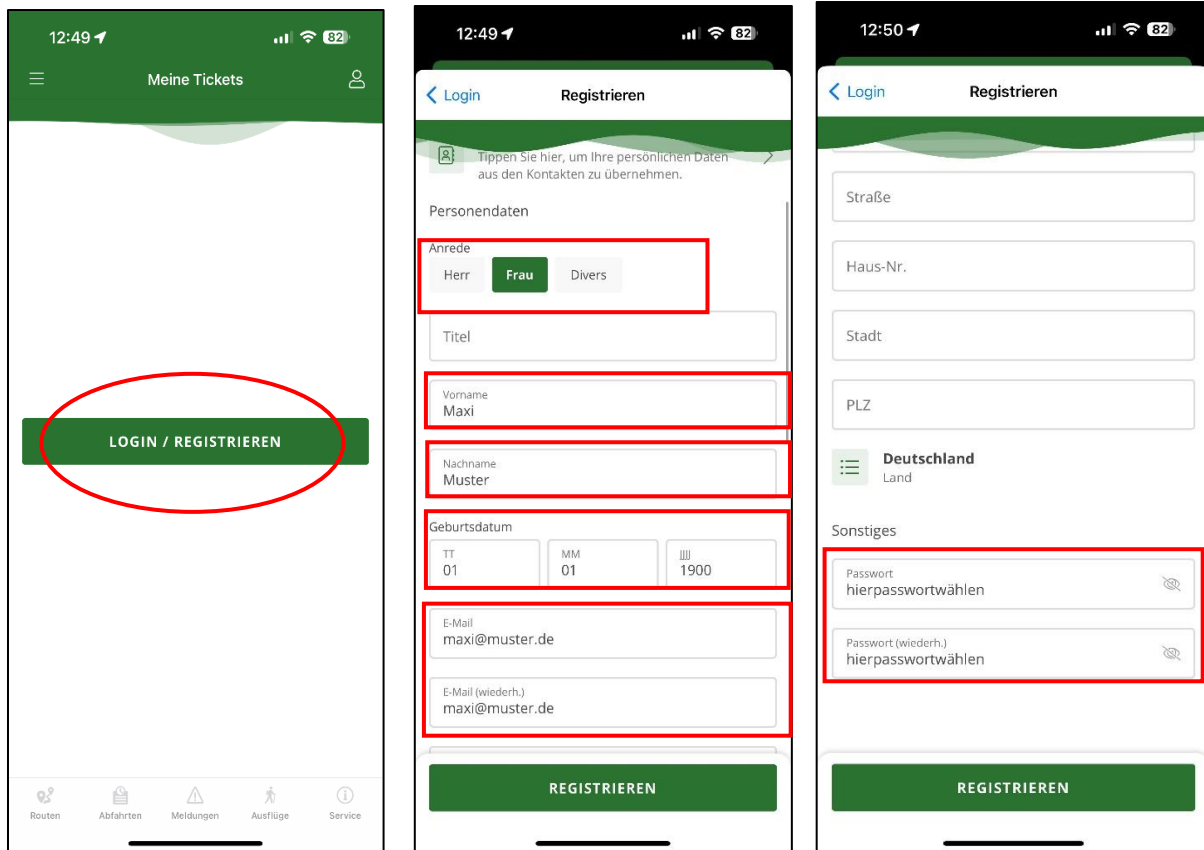 12:49
82
Meine Tickets
LOGIN / REGISTRIEREN
Routen
Abfahrten
Meldungen
Ausflüge
Service
12:49
82
Login
Registrieren
Tippen Sie hier, um Ihre persönlichen Daten
aus den Kontakten zu übernehmen.
Personendaten
Anrede
Herr
Frau
Divers
Titel
Vorname
Maxi
Nachname
Muster
Geburtsdatum
TT
MM
JJJJ
01
01
1900
E-Mail
maxi@muster.de
E-Mail (wiederh.)
maxi@muster.de
REGISTRIEREN
12:50
82
Login
Registrieren
Straße
Haus-Nr.
Stadt
PLZ
Deutschland
Land
Sonstiges
Passwort
hierpasswortwählen
Passwort (wiederh.)
hierpasswortwählen
REGISTRIEREN